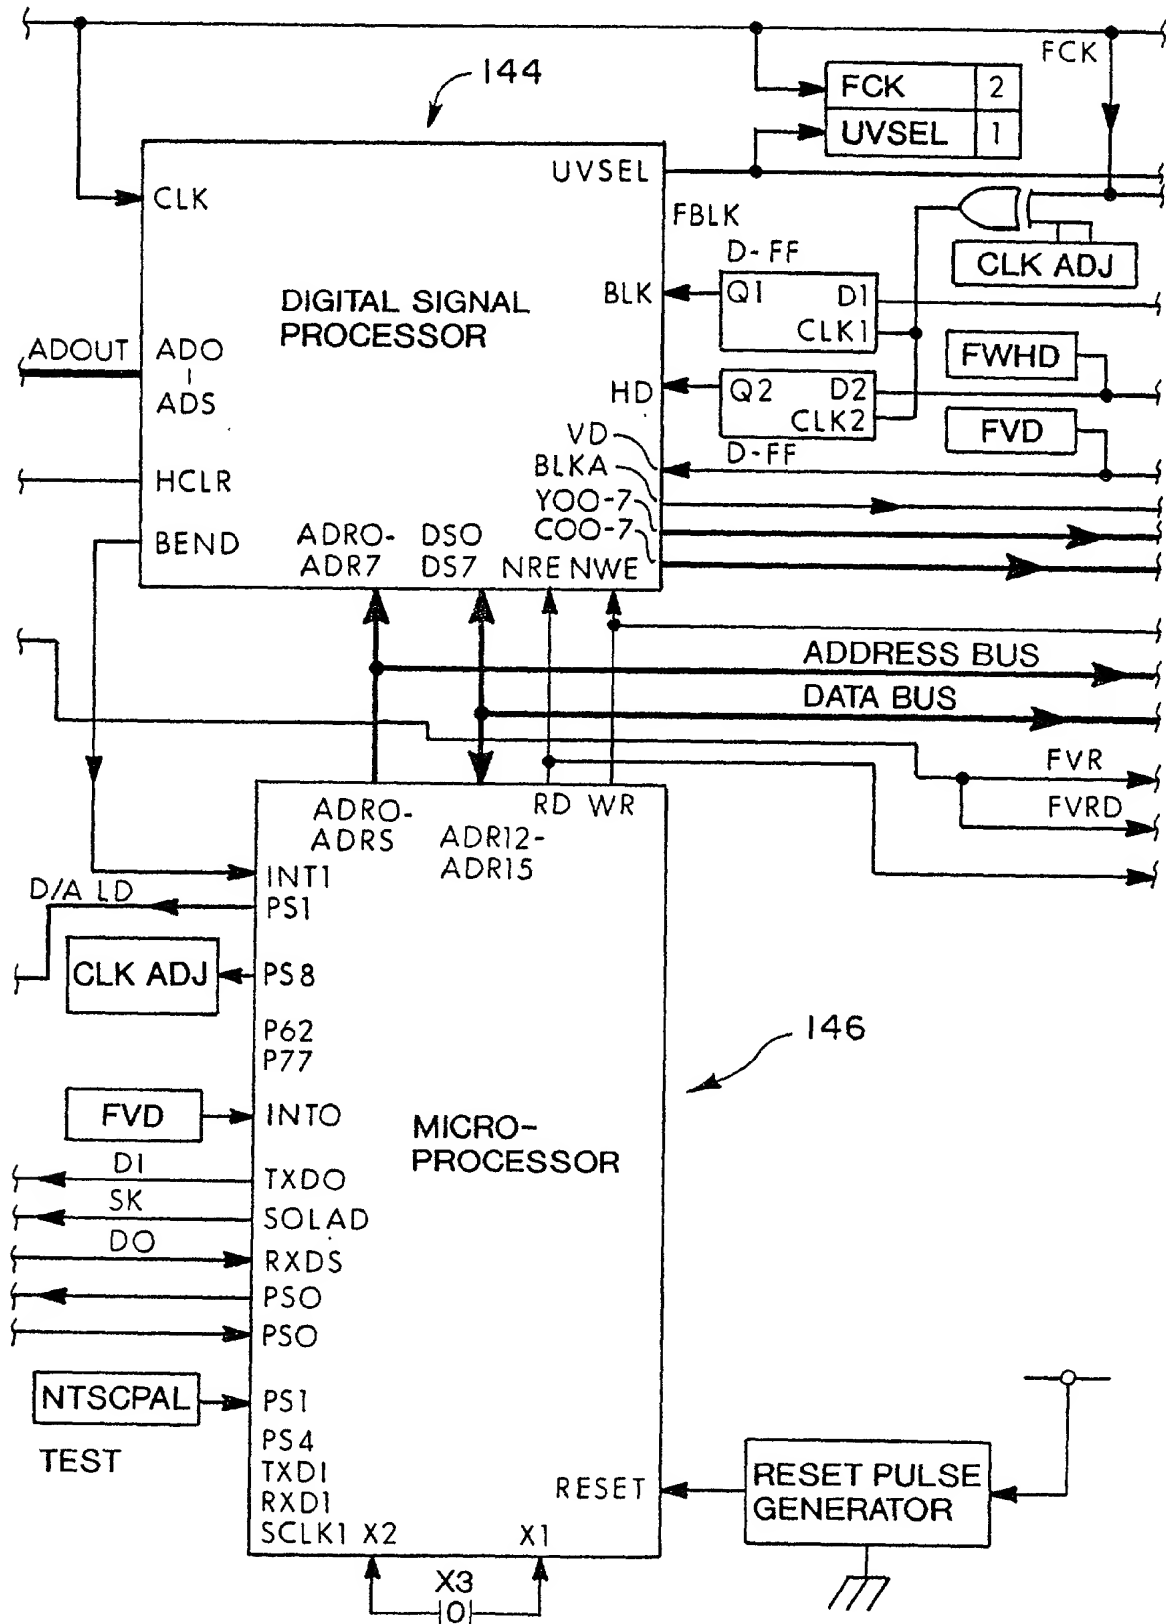 144
FCK
FCK 2
UVSEL 1
UVSEL
CLK
FBLK
CLK ADJ
D-FF
DIGITAL SIGNAL
PROCESSOR
BLK
Q1 D1
CLK1
ADOUT
ADO
ADS
FWHD
HD
Q2 D2
CLK2
FVD
VD
D-FF
BLKA
HCLR
YOO-7
COO-7
BEND
ADRO-
ADR7
DSO
DS7
NRE NWE
ADDRESS BUS
DATA BUS
FVR
FVRD
ADRO-
ADRS
ADR12-
ADR15
RD WR
INT1
D/A LD
PS1
CLK ADJ
PS8
P62
P77
146
FVD
INTO
MICRO-
PROCESSOR
DI
TXDO
SK
SOLAD
DO
RXDS
PSO
PSO
NTSCPAL
PS1
TEST
PS4
TXDI
RXD1
SCLK1 X2
X1
RESET
RESET PULSE
GENERATOR
X3